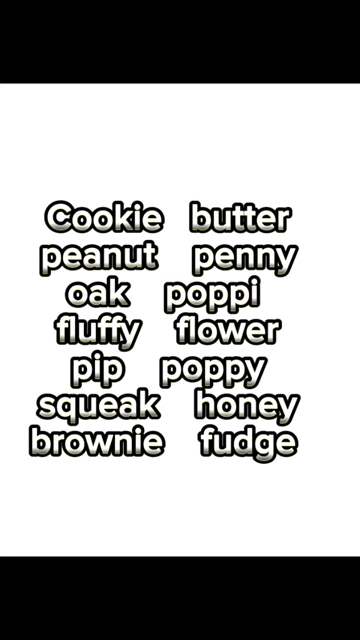 Cookie butter
peanut penny
oak poppi
fluffy flower
pip poppy
squeak honey
brownie fudge